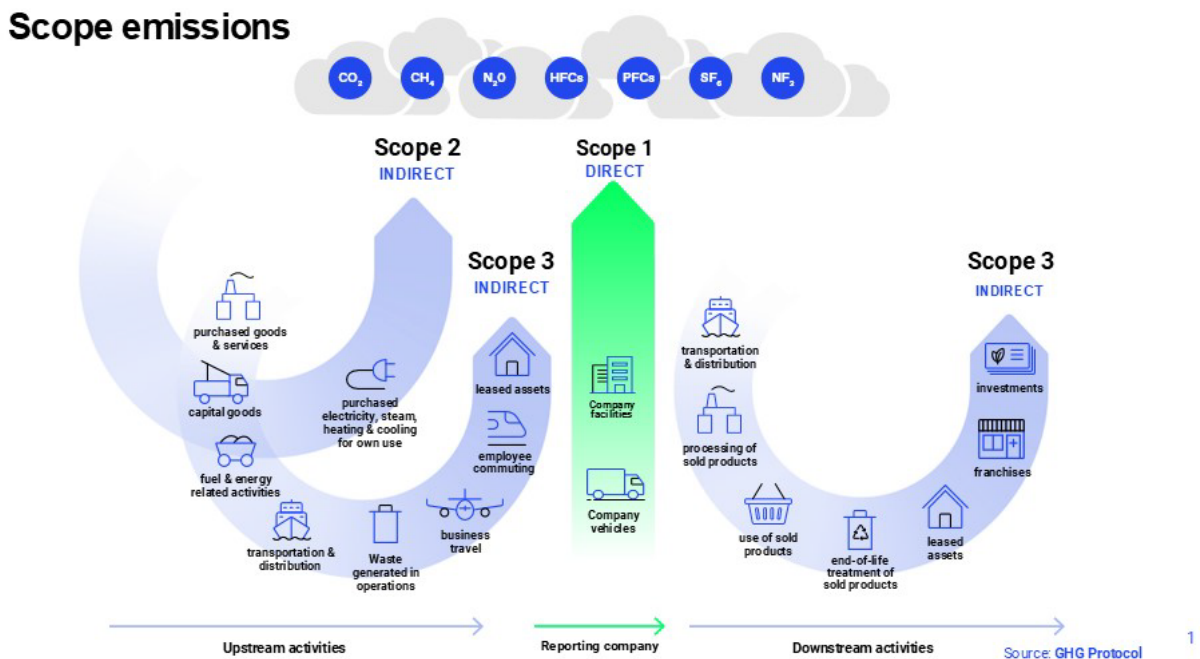 Scope emissions
CO₂ CH₄ N₂O HFCs PFCs SF₆ NF₃
Scope 2
INDIRECT
Scope 1
DIRECT
Scope 3
INDIRECT
Scope 3
INDIRECT
purchased goods
& services
capital goods
fuel & energy
related activities
transportation &
distribution
Waste
generated in
operations
business
travel
employee
commuting
leased assets
purchased
electricity, steam,
heating & cooling
for own use
Company
facilities
Company
vehicles
transportation
& distribution
processing of
sold products
use of sold
products
end-of-life
treatment of
sold products
leased
assets
franchises
investments
Upstream activities
Reporting company
Downstream activities
Source: GHG Protocol
1